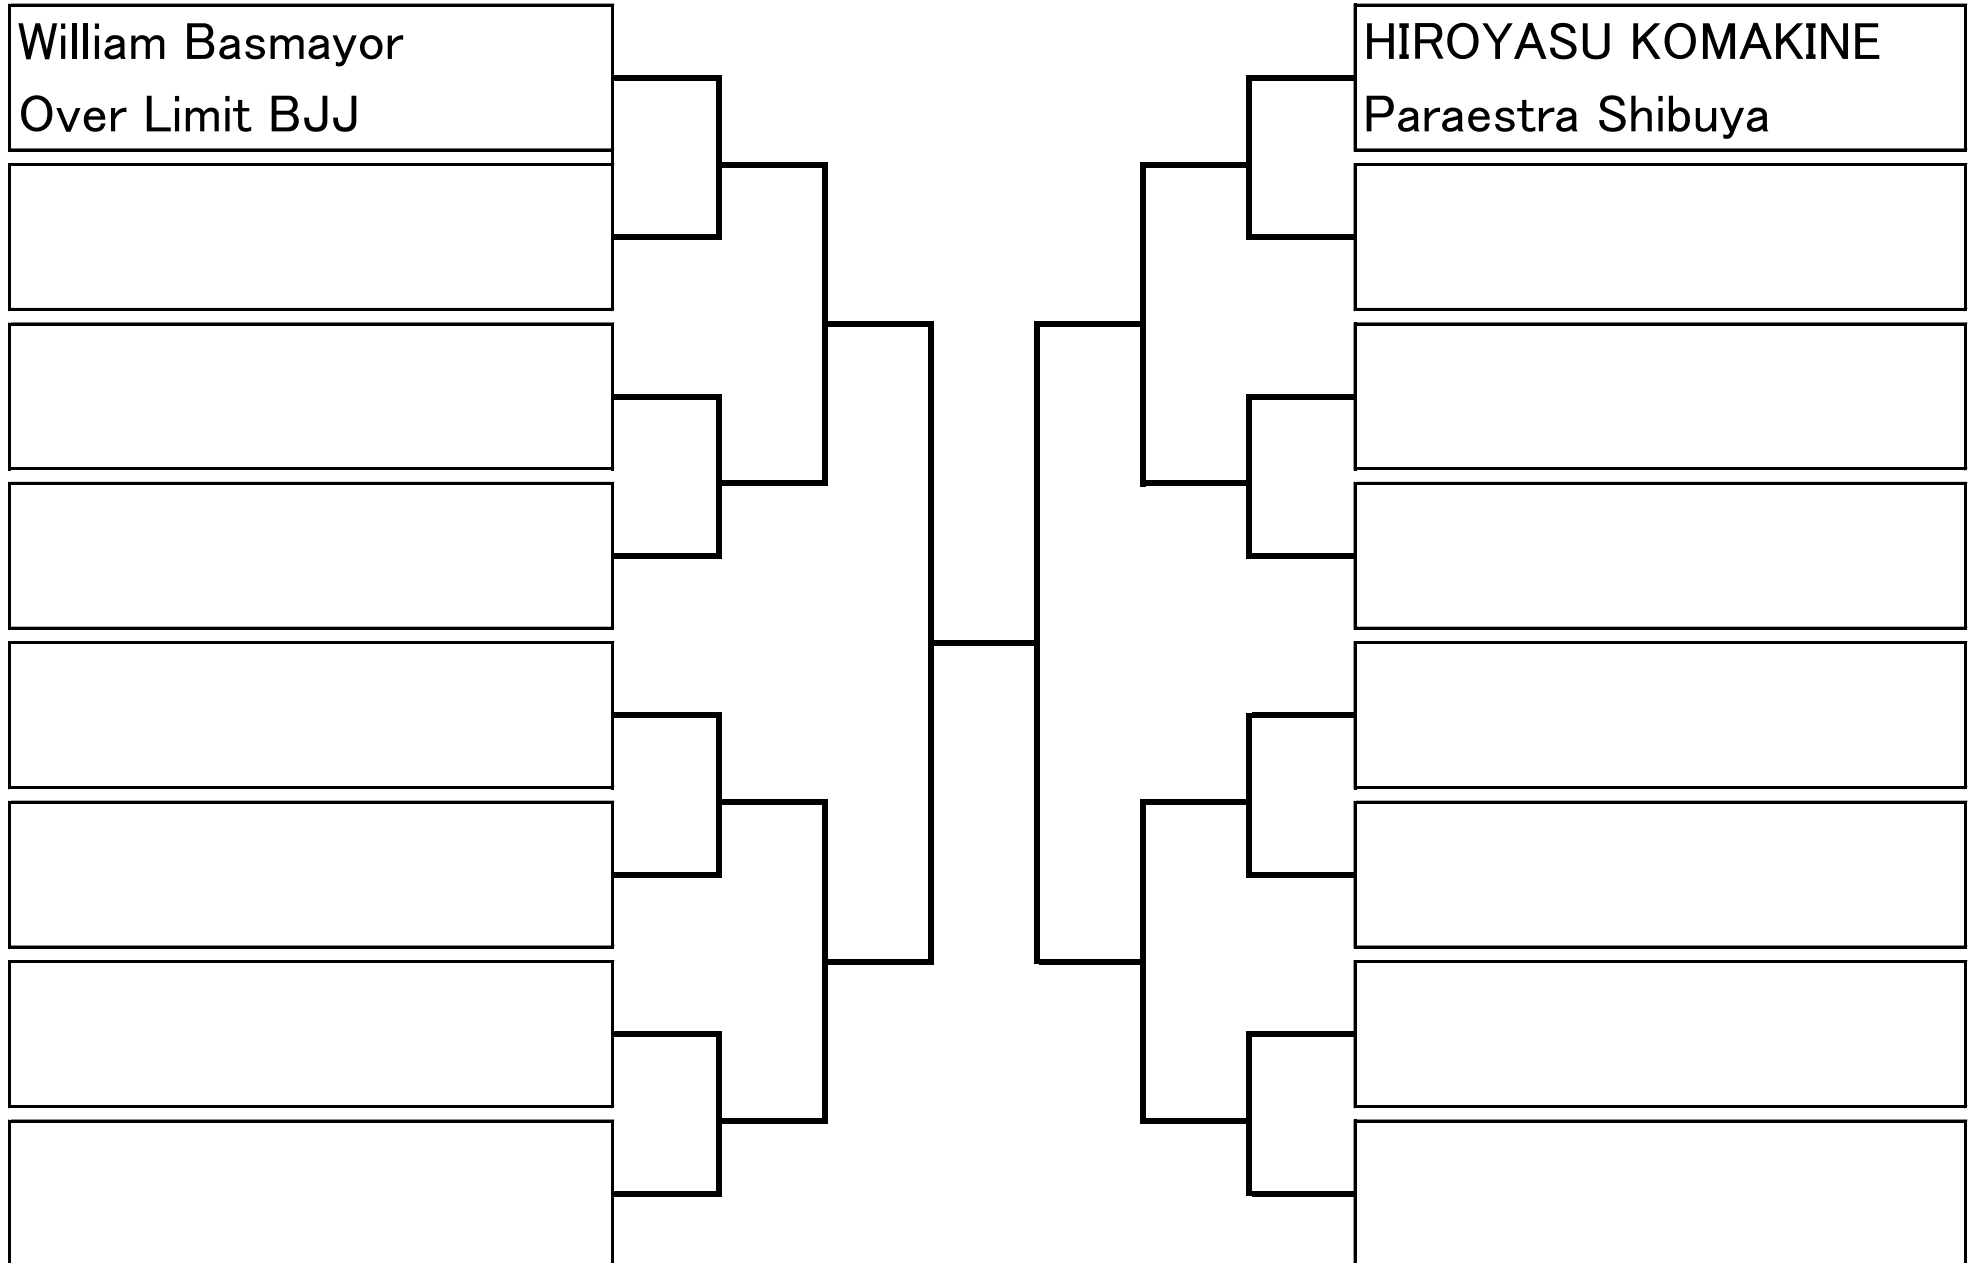 William Basmayor
Over Limit BJJ
HIROYASU KOMAKINE
Paraestra Shibuya